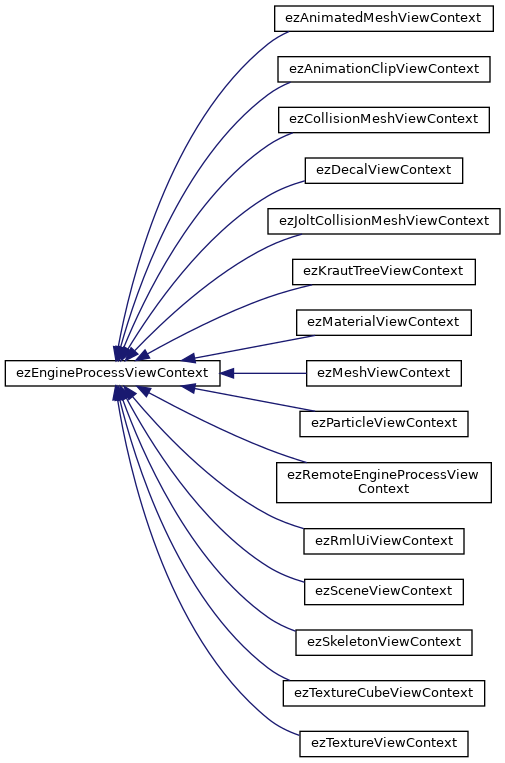 ezAnimatedMeshViewContext
ezAnimationClipViewContext
ezCollisionMeshViewContext
ezDecalViewContext
ezJoltCollisionMeshViewContext
ezKrautTreeViewContext
ezMaterialViewContext
ezEngineProcessViewContext
ezMeshViewContext
ezParticleViewContext
ezRemoteEngineProcessView
Context
ezRmlUiViewContext
ezSceneViewContext
ezSkeletonViewContext
ezTextureCubeViewContext
ezTextureViewContext